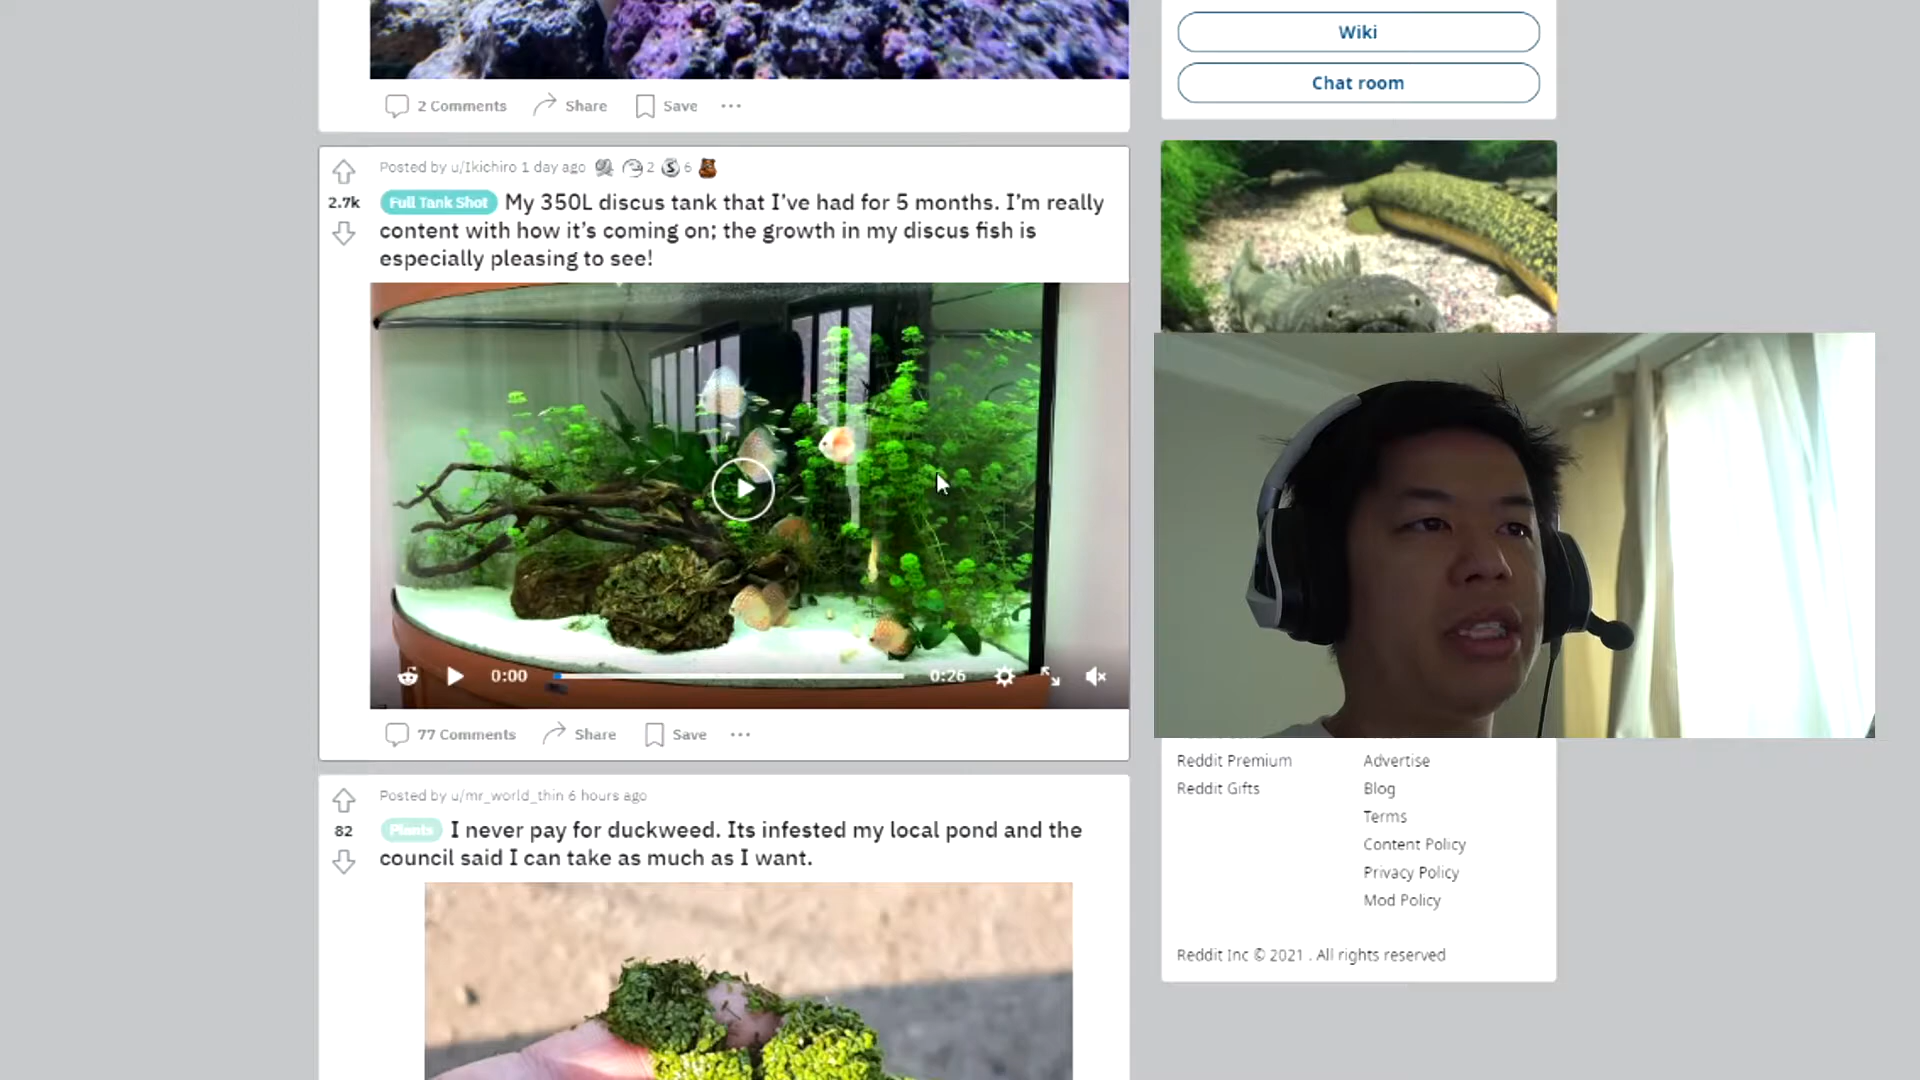 2 Comments Share Save
Posted by u/Ikichiro 1 day ago 2 6
2.7k
Full Tank Shot My 350L discus tank that I’ve had for 5 months. I’m really
content with how it’s coming on; the growth in my discus fish is
especially pleasing to see!
0:00 0:26
77 Comments Share Save
Posted by u/mr_world_thin 6 hours ago
82
Plants I never pay for duckweed. Its infested my local pond and the
council said I can take as much as I want.
Wiki
Chat room
Reddit Premium
Reddit Gifts
Advertise
Blog
Terms
Content Policy
Privacy Policy
Mod Policy
Reddit Inc © 2021 . All rights reserved